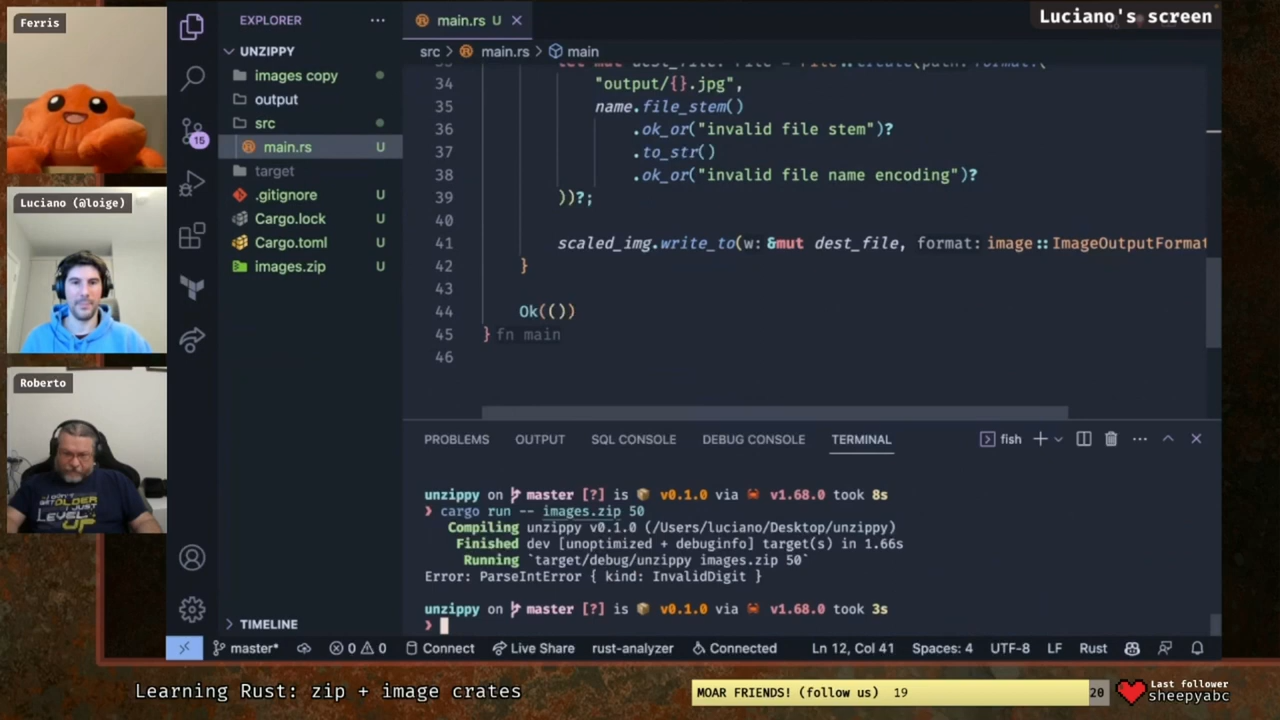 Ferris
Luciano (@loige)
Roberto
I DON'T
GET OLDER
I JUST
LEVEL
UP
EXPLORER
UNZIPPY
images copy
output
src
main.rs U
target
.gitignore U
Cargo.lock U
Cargo.toml U
images.zip U
TIMELINE
15
main.rs U
Luciano's screen
src > main.rs > main
34 "output/{}.jpg",
35 name.file_stem()
36 .ok_or("invalid file stem")?
37 .to_str()
38 .ok_or("invalid file name encoding")?
39 ))?;
40
41 scaled_img.write_to(w: &mut dest_file, format: image::ImageOutputFormat
42 }
43
44 Ok(())
45 } fn main
46
PROBLEMS OUTPUT SQL CONSOLE DEBUG CONSOLE TERMINAL fish
unzippy on master [?] is v0.1.0 via v1.68.0 took 8s
❯ cargo run -- images.zip 50
Compiling unzippy v0.1.0 (/Users/luciano/Desktop/unzippy)
Finished dev [unoptimized + debuginfo] target(s) in 1.66s
Running `target/debug/unzippy images.zip 50`
Error: ParseIntError { kind: InvalidDigit }
unzippy on master [?] is v0.1.0 via v1.68.0 took 3s
❯
master* 0 0 Connect Live Share rust-analyzer Connected Ln 12, Col 41 Spaces: 4 UTF-8 LF Rust
Learning Rust: zip + image crates
MOAR FRIENDS! (follow us) 19 20
Last follower
sheepyabc